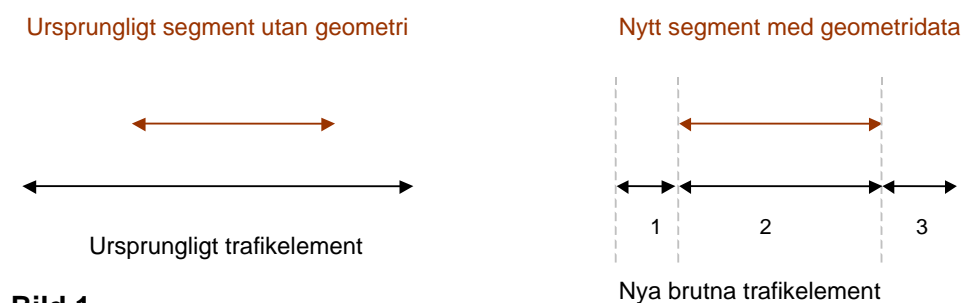 Ursprungligt segment utan geometri
Nytt segment med geometridata
1
2
3
Ursprungligt trafikelement
Nya brutna trafikelement
Bild 1